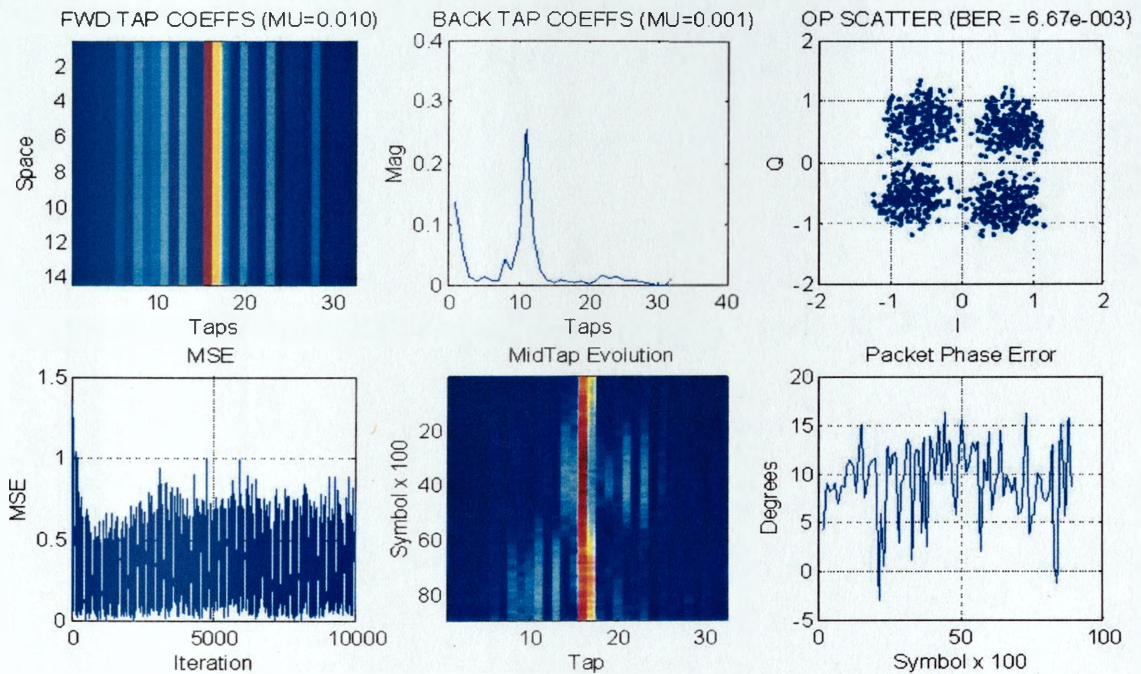 FWD TAP COEFFS (MU=0.010)
2
4
6
8
10
12
14
Space
10
20
30
Taps
BACK TAP COEFFS (MU=0.001)
0.4
0.3
0.2
0.1
0
Mag
0
10
20
30
40
Taps
OP SCATTER (BER = 6.67e-003)
2
1
0
-1
-2
Q
-2
-1
0
1
2
I
MSE
1.5
1
0.5
0
MSE
0
5000
10000
Iteration
MidTap Evolution
20
40
60
80
Symbol x 100
10
20
30
Tap
Packet Phase Error
20
15
10
5
0
-5
Degrees
0
50
100
Symbol x 100